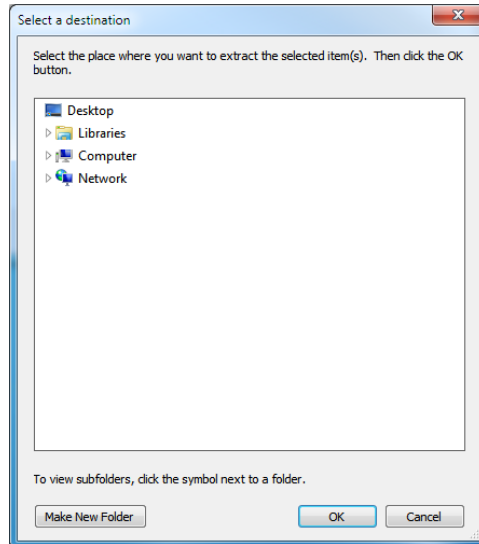 Select a destination
Select the place where you want to extract the selected item(s). Then click the OK
button.
Desktop
Libraries
Computer
Network
To view subfolders, click the symbol next to a folder.
Make New Folder
OK
Cancel